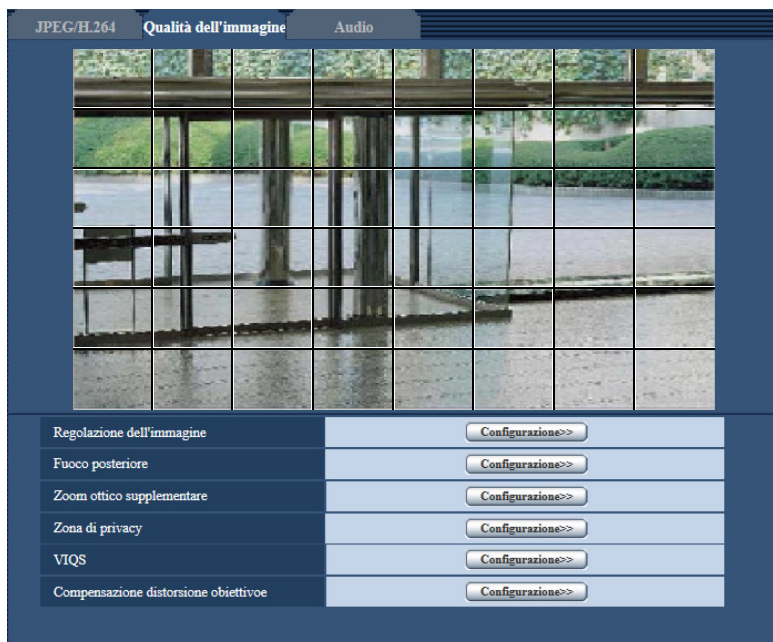 JPEG/H.264 Qualità dell'immagine Audio
Regolazione dell'immagine Configurazione>>
Fuoco posteriore Configurazione>>
Zoom ottico supplementare Configurazione>>
Zona di privacy Configurazione>>
VIQS Configurazione>>
Compensazione distorsione obiettivoe Configurazione>>